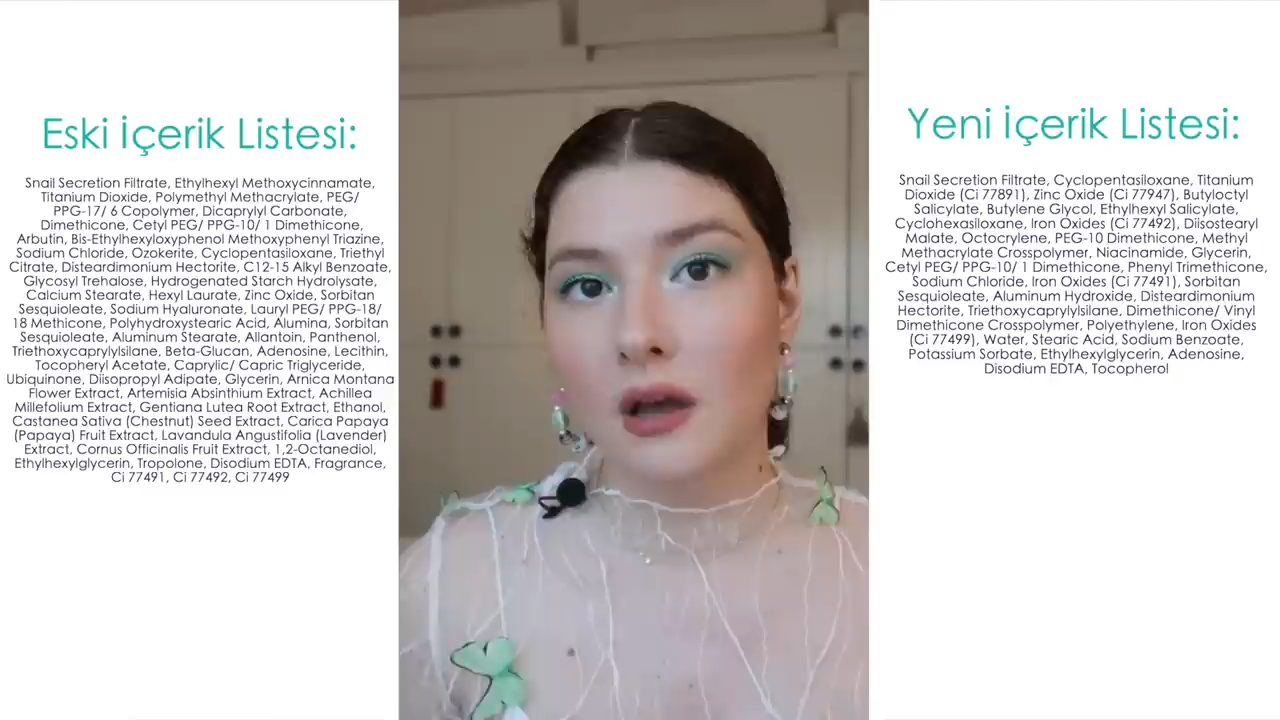 Eski İçerik Listesi:
Snail Secretion Filtrate, Ethylhexyl Methoxycinnamate,
Titanium Dioxide, Polymethyl Methacrylate, PEG/
PPG-17/ 6 Copolymer, Dicaprylyl Carbonate,
Dimethicone, Cetyl PEG/ PPG-10/ 1 Dimethicone,
Arbutin, Bis-Ethylhexyloxyphenol Methoxyphenyl Triazine,
Sodium Chloride, Ozokerite, Cyclopentasiloxane, Triethyl
Citrate, Disteardimonium Hectorite, C12-15 Alkyl Benzoate,
Glycosyl Trehalose, Hydrogenated Starch Hydrolysate,
Calcium Stearate, Hexyl Laurate, Zinc Oxide, Sorbitan
Sesquioleate, Sodium Hyaluronate, Lauryl PEG/ PPG-18/
18 Methicone, Polyhydroxystearic Acid, Alumina, Sorbitan
Sesquioleate, Aluminum Stearate, Allantoin, Panthenol,
Triethoxycaprylylsilane, Beta-Glucan, Adenosine, Lecithin,
Tocopheryl Acetate, Caprylic/ Capric Triglyceride,
Ubiquinone, Diisopropyl Adipate, Glycerin, Arnica Montana
Flower Extract, Artemisia Absinthium Extract, Achillea
Millefolium Extract, Gentiana Lutea Root Extract, Ethanol,
Castanea Sativa (Chestnut) Seed Extract, Carica Papaya
(Papaya) Fruit Extract, Lavandula Angustifolia (Lavender)
Extract, Cornus Officinalis Fruit Extract, 1,2-Octanediol,
Ethylhexylglycerin, Tropolone, Disodium EDTA, Fragrance,
Ci 77491, Ci 77492, Ci 77499
Yeni İçerik Listesi:
Snail Secretion Filtrate, Cyclopentasiloxane, Titanium
Dioxide (Ci 77891), Zinc Oxide (Ci 77947), Butyloctyl
Salicylate, Butylene Glycol, Ethylhexyl Salicylate,
Cyclohexasiloxane, Iron Oxides (Ci 77492), Diisostearyl
Malate, Octocrylene, PEG-10 Dimethicone, Methyl
Methacrylate Crosspolymer, Niacinamide, Glycerin,
Cetyl PEG/ PPG-10/ 1 Dimethicone, Phenyl Trimethicone,
Sodium Chloride, Iron Oxides (Ci 77491), Sorbitan
Sesquioleate, Aluminum Hydroxide, Disteardimonium
Hectorite, Triethoxycaprylylsilane, Dimethicone/ Vinyl
Dimethicone Crosspolymer, Polyethylene, Iron Oxides
(Ci 77499), Water, Stearic Acid, Sodium Benzoate,
Potassium Sorbate, Ethylhexylglycerin, Adenosine,
Disodium EDTA, Tocopherol